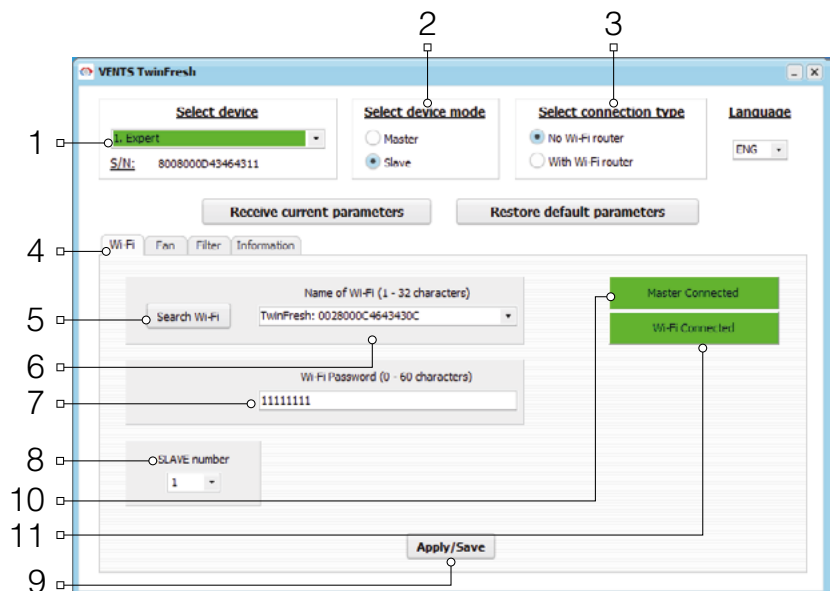 2 3
VENTS TwinFresh
Select device Select device mode Select connection type Language
1 1. Expert Master No Wi-Fi router ENG
S/N: 8008000D43464311 Slave With Wi-Fi router
Receive current parameters Restore default parameters
4 Wi-Fi Fan Filter Information
Name of Wi-Fi (1 - 32 characters) Master Connected
5 Search Wi-Fi TwinFresh: 0028000C4643430C Wi-Fi Connected
6
Wi-Fi Password (0 - 60 characters)
7 11111111
8 SLAVE number
1
10
11
Apply/Save
9